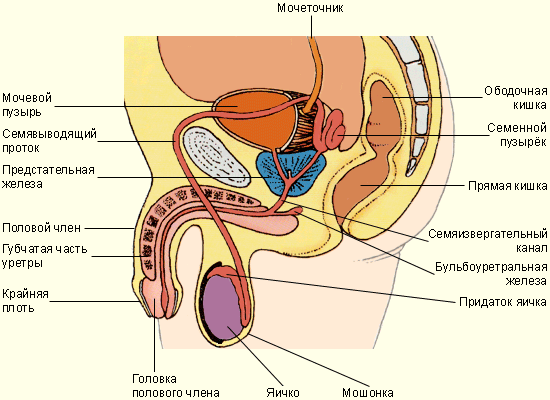 Мочеточник
Мочевой
пузырь
Семявыводящий
проток
Предстательная
железа
Половой член
Губчатая часть
уретры
Крайняя
плоть
Ободочная
кишка
Семенной
пузырёк
Прямая кишка
Семяизвергательный
канал
Бульбоуретральная
железа
Придаток яичка
Головка
полового члена
Яичко
Мошонка